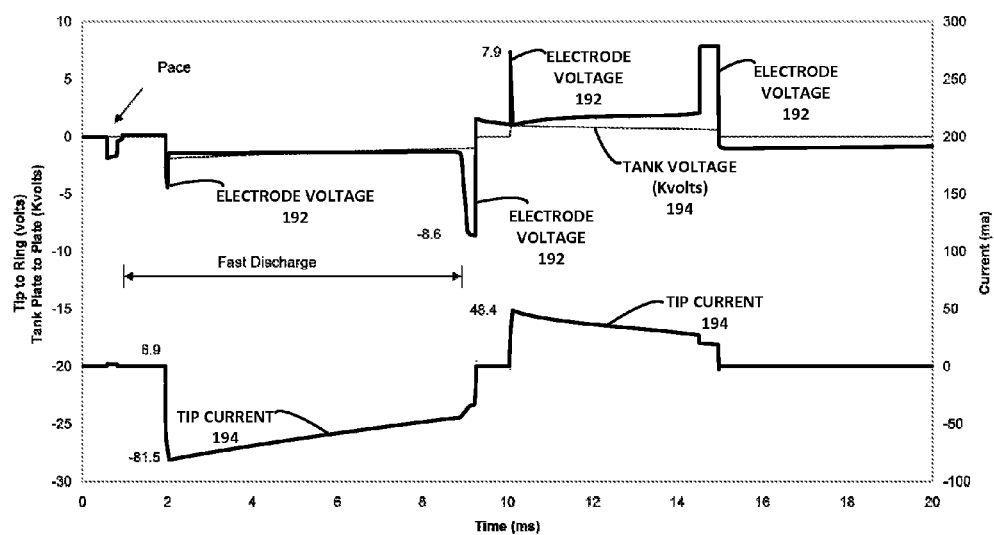 10
5
0
-5
-10
-15
-20
-25
-30
Tip to Ring (volts)
Tank Plate to Plate (Kvolts)
300
250
200
150
100
50
0
-50
-100
Current (ma)
0
2
4
6
8
10
12
14
16
18
20
Time (ms)
Pace
ELECTRODE VOLTAGE
192
-8.6
ELECTRODE
VOLTAGE
192
7.9
ELECTRODE
VOLTAGE
192
ELECTRODE
VOLTAGE
192
TANK VOLTAGE
(Kvolts)
194
Fast Discharge
6.9
-81.5
TIP CURRENT
194
48.4
TIP CURRENT
194